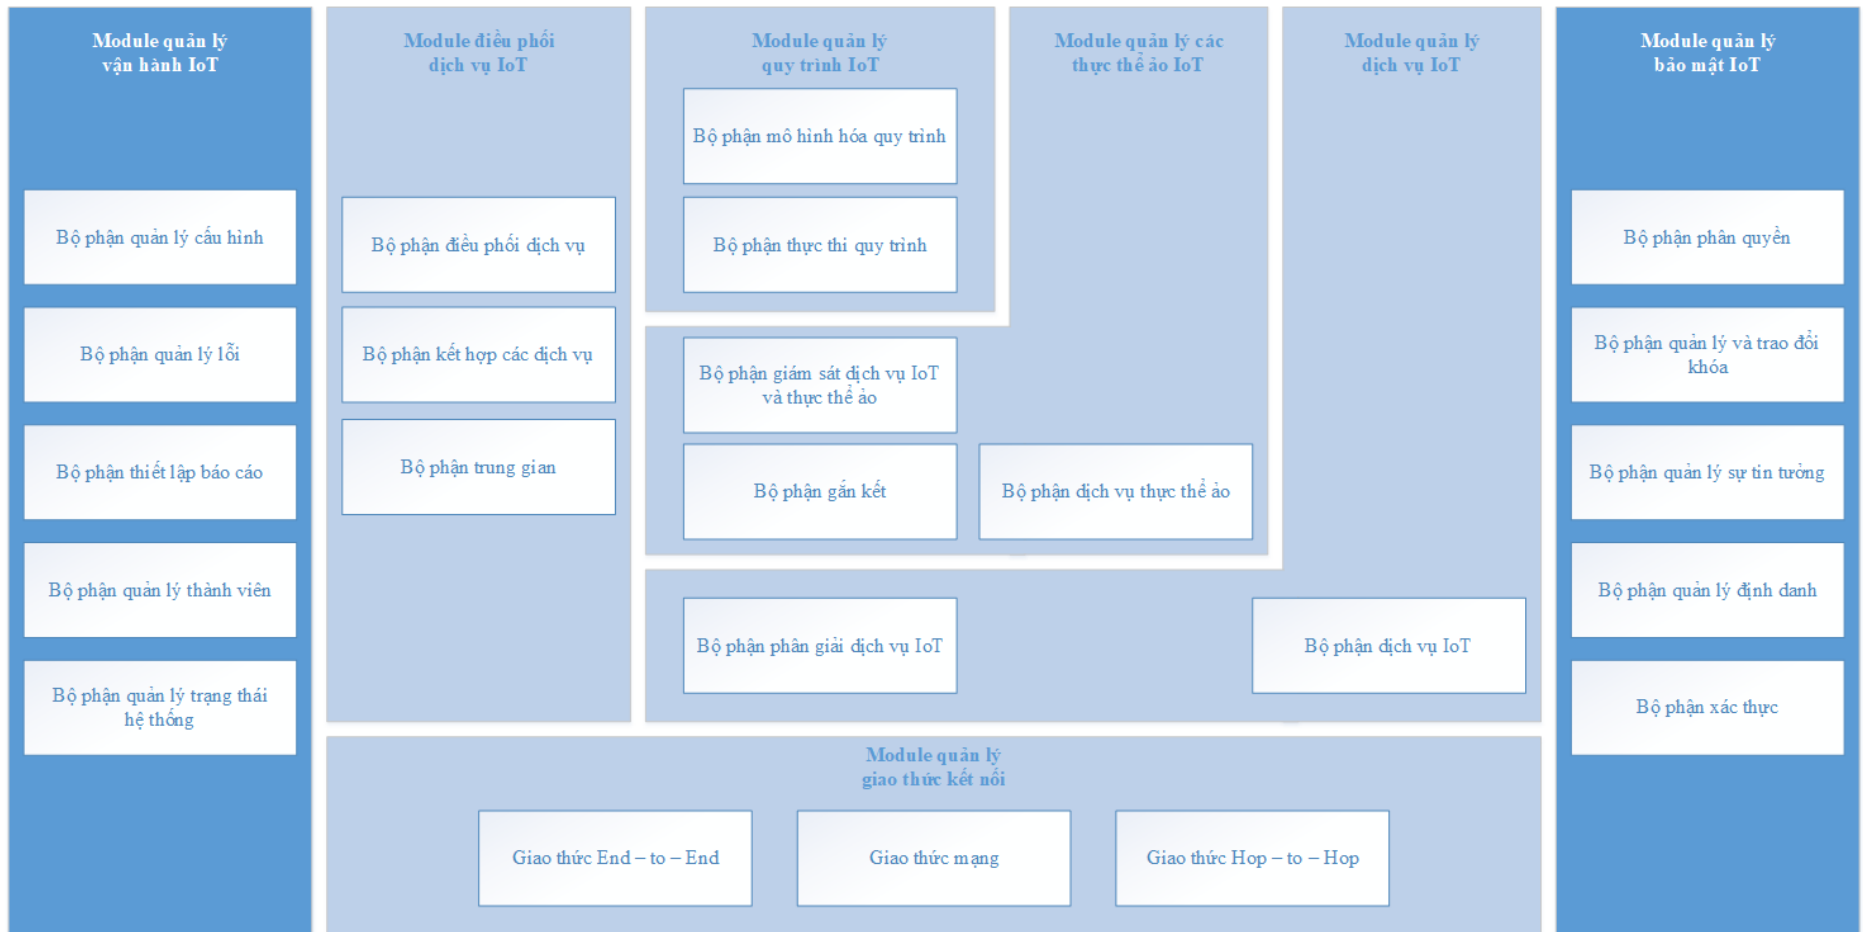 Module quản lý
vận hành IoT
Bộ phận quản lý cấu hình
Bộ phận quản lý lỗi
Bộ phận thiết lập báo cáo
Bộ phận quản lý thành viên
Bộ phận quản lý trạng thái
hệ thống
Module điều phối
dịch vụ IoT
Bộ phận điều phối dịch vụ
Bộ phận kết hợp các dịch vụ
Bộ phận trung gian
Module quản lý
quy trình IoT
Bộ phận mô hình hóa quy trình
Bộ phận thực thi quy trình
Module quản lý các
thực thể ảo IoT
Bộ phận giám sát dịch vụ IoT
và thực thể ảo
Bộ phận gắn kết
Bộ phận dịch vụ thực thể ảo
Module quản lý
dịch vụ IoT
Bộ phận phân giải dịch vụ IoT
Bộ phận dịch vụ IoT
Module quản lý
bảo mật IoT
Bộ phận phân quyền
Bộ phận quản lý và trao đổi
khóa
Bộ phận quản lý sự tin tưởng
Bộ phận quản lý định danh
Bộ phận xác thực
Module quản lý
giao thức kết nối
Giao thức End – to – End
Giao thức mạng
Giao thức Hop – to – Hop